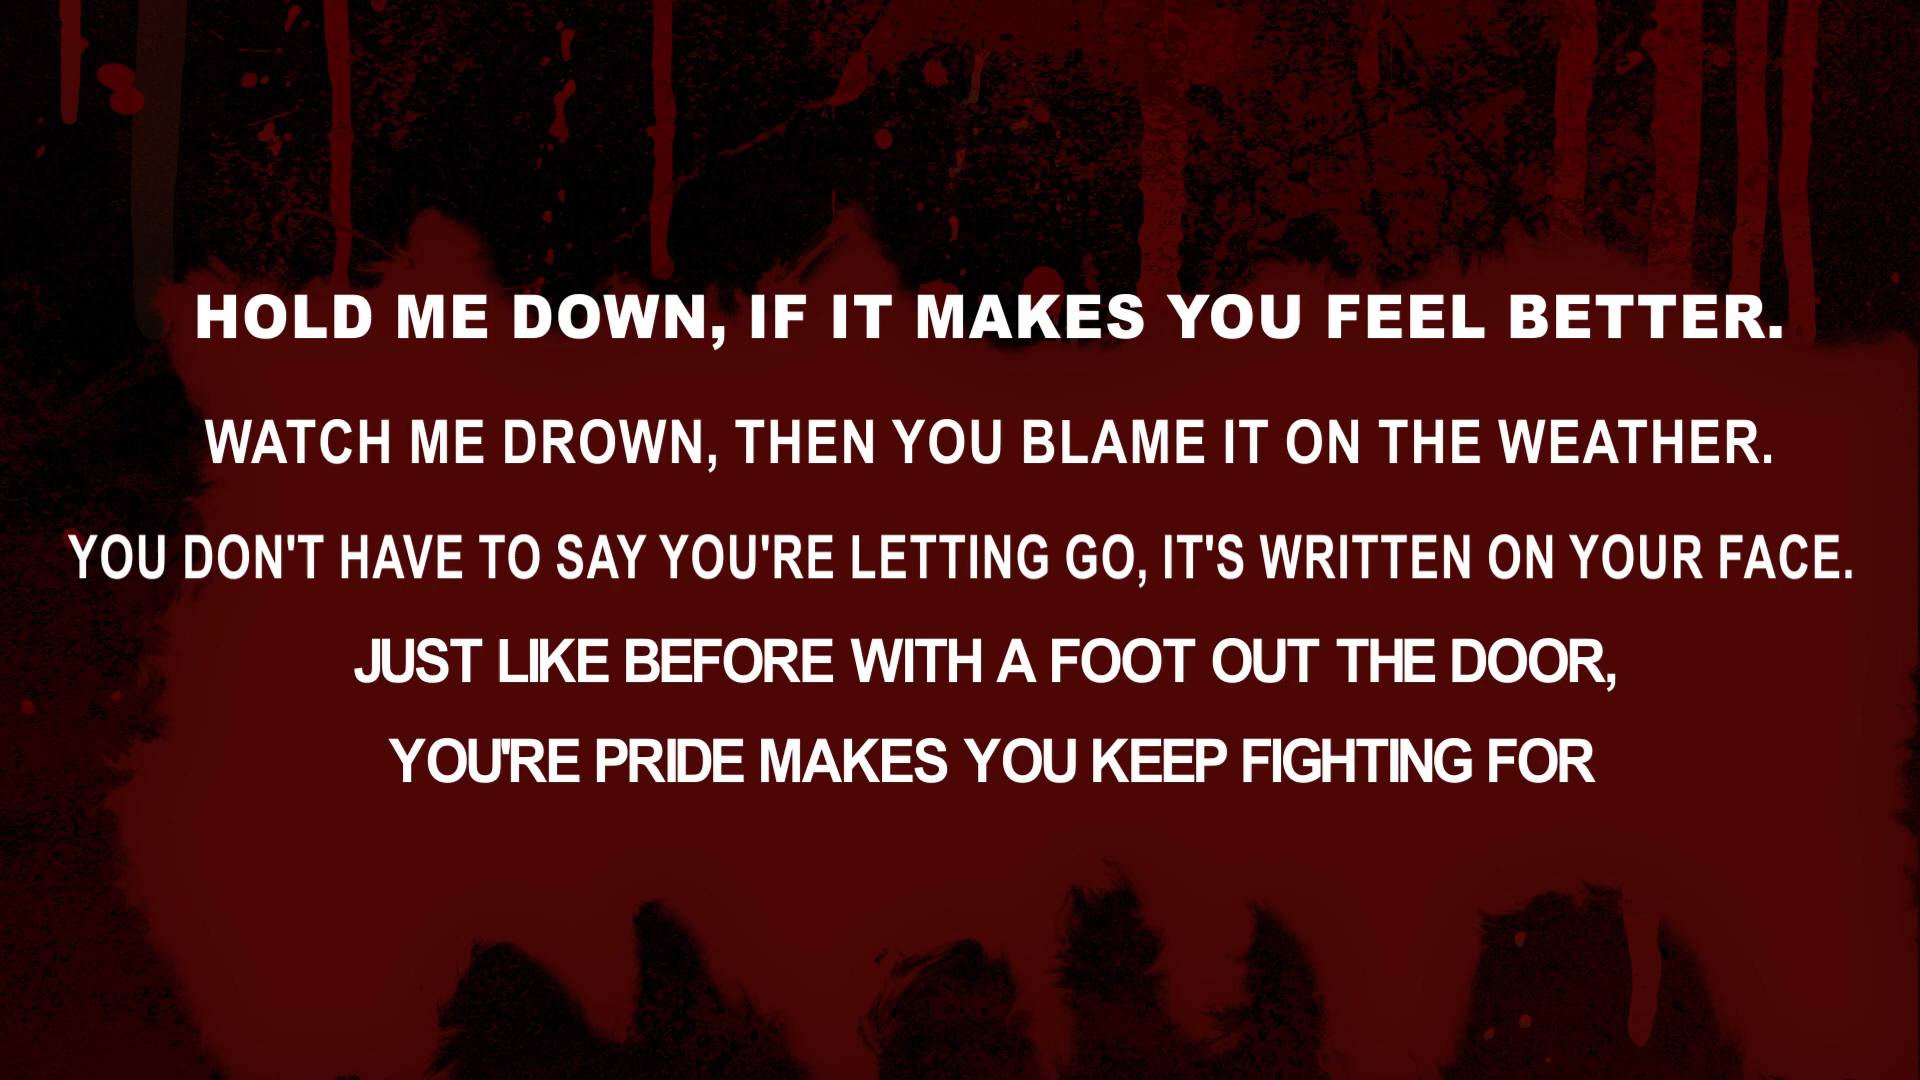 HOLD ME DOWN, IF IT MAKES YOU FEEL BETTER.
WATCH ME DROWN, THEN YOU BLAME IT ON THE WEATHER.
YOU DON'T HAVE TO SAY YOU'RE LETTING GO, IT'S WRITTEN ON YOUR FACE.
JUST LIKE BEFORE WITH A FOOT OUT THE DOOR,
YOU'RE PRIDE MAKES YOU KEEP FIGHTING FOR